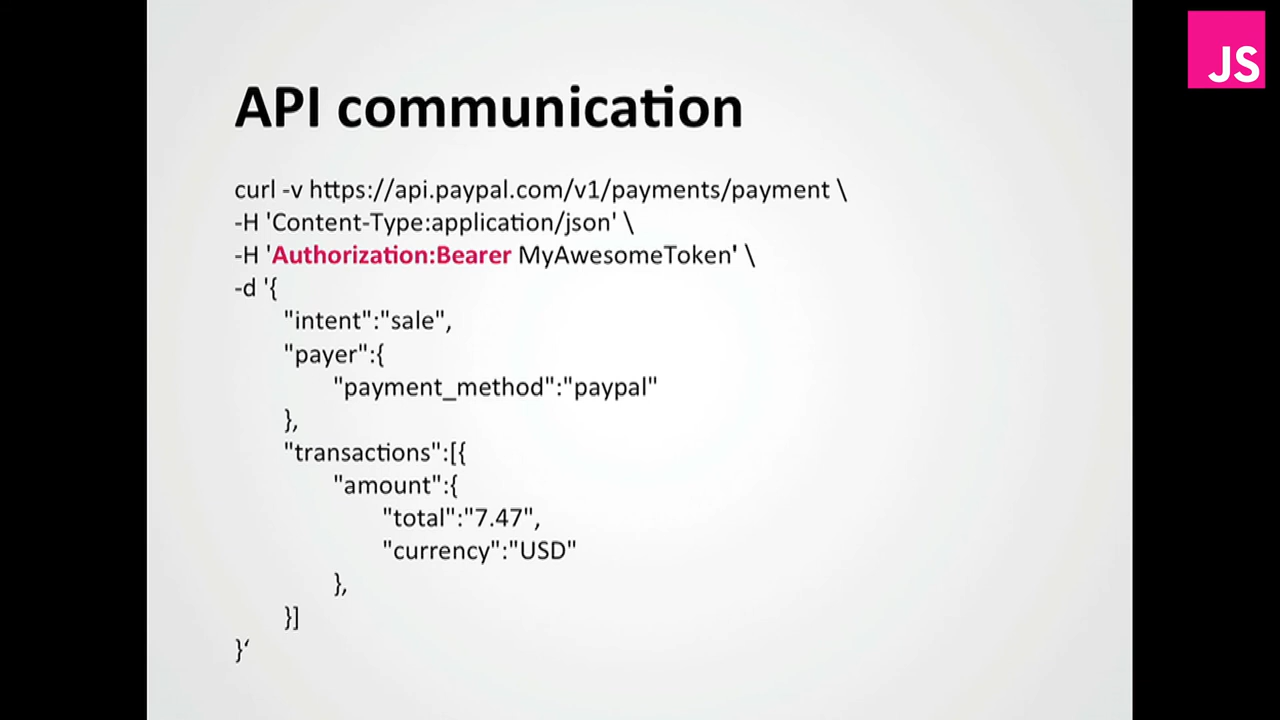 JS
API communication
curl -v https://api.paypal.com/v1/payments/payment \
-H 'Content-Type:application/json' \
-H 'Authorization:Bearer MyAwesomeToken' \
-d '{
"intent":"sale",
"payer":{
"payment_method":"paypal"
},
"transactions":[{
"amount":{
"total":"7.47",
"currency":"USD"
},
}]
}‘